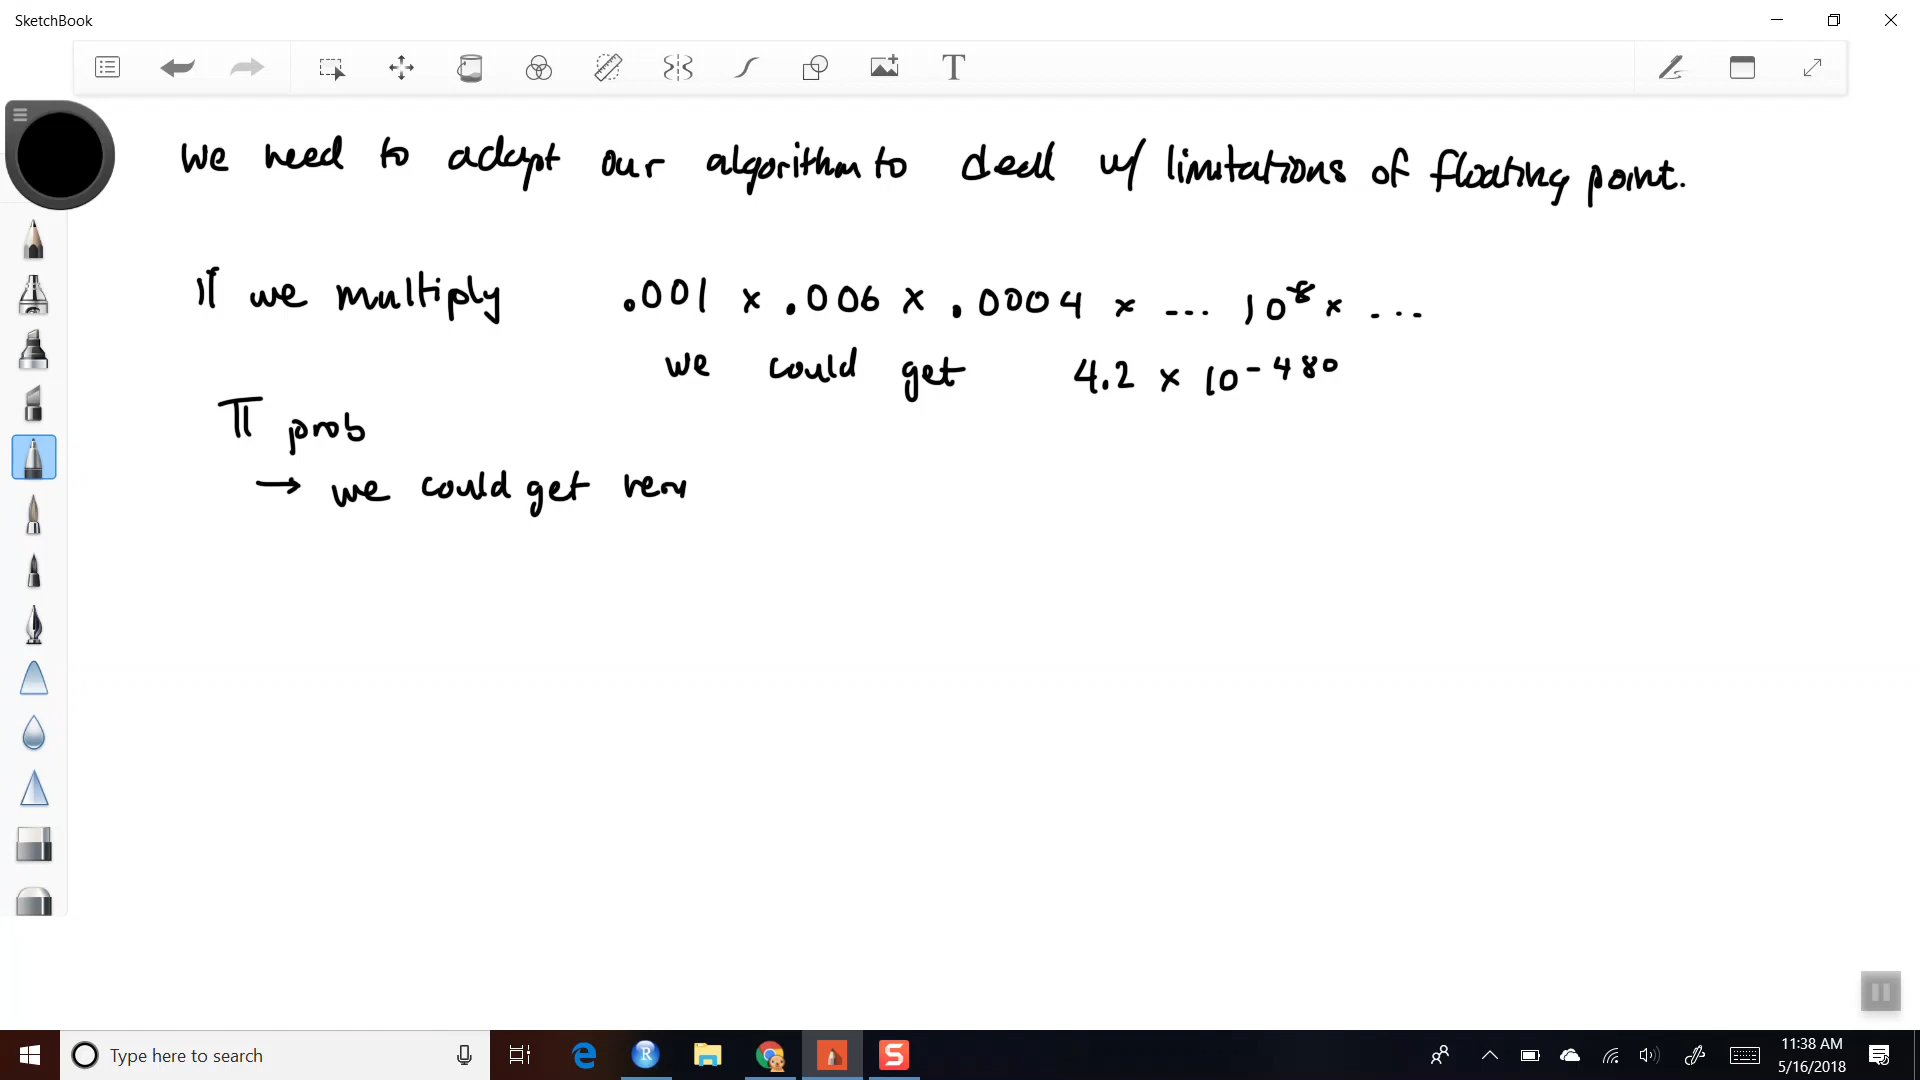 SketchBook
We need to adapt our algorithm to deal w/ limitations of floating point.
If we multiply .001 x .006 x .0004 x ... 10⁻⁸ x ...
we could get 4.2 x 10⁻⁴⁸⁰
π prob
→ we could get very
Type here to search
11:38 AM
5/16/2018